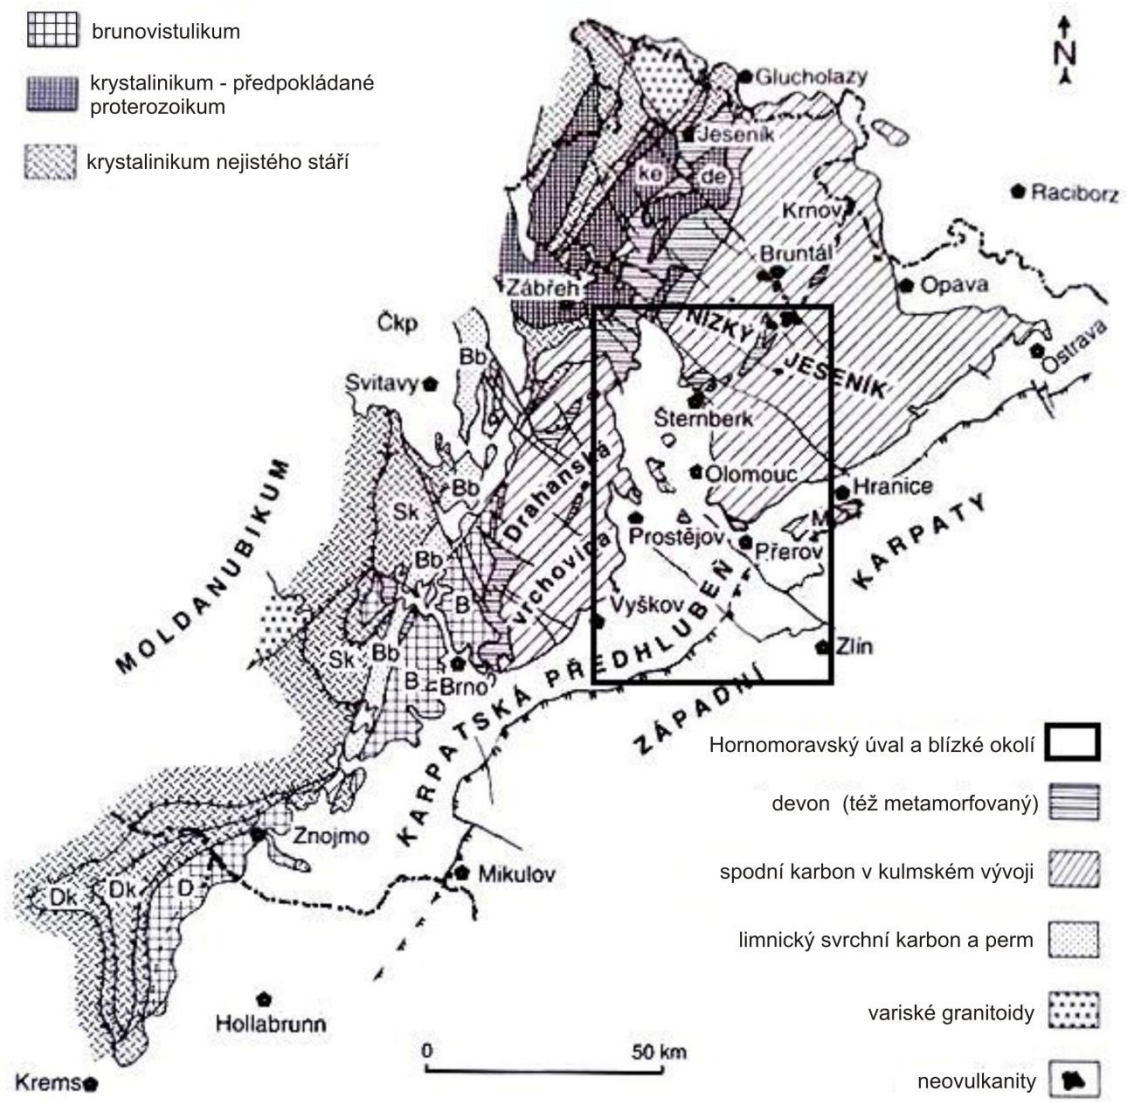 brunovistulikum
krystalinikum - předpokládané
proterozoikum
krystalinikum nejistého stáří
N
Glucholazy
Jeseník
ke
de
Raciborz
Krnov
Bruntál
Opava
Zábřeh
Čkp
NÍZKÝ
Ostrava
Bb
JESENÍK
Svitavy
Šternberk
Drahanská
Olomouc
Bb
Hranice
Sk
M
Prostějov
Přerov
KARPATY
MOLDANUBIKUM
vrchovina
Bb
B
Vyškov
Zlín
Sk
Bb
B
Brno
KARPATSKÁ PŘEDHLUBEŇ
ZÁPADNÍ
Hornomoravský úval a blízké okolí
devon (též metamorfovaný)
Znojmo
spodní karbon v kulmském vývoji
Mikulov
Dk
Dk
D
limnický svrchní karbon a perm
Hollabrunn
variské granitoidy
0
50 km
Krems
neovulkanity